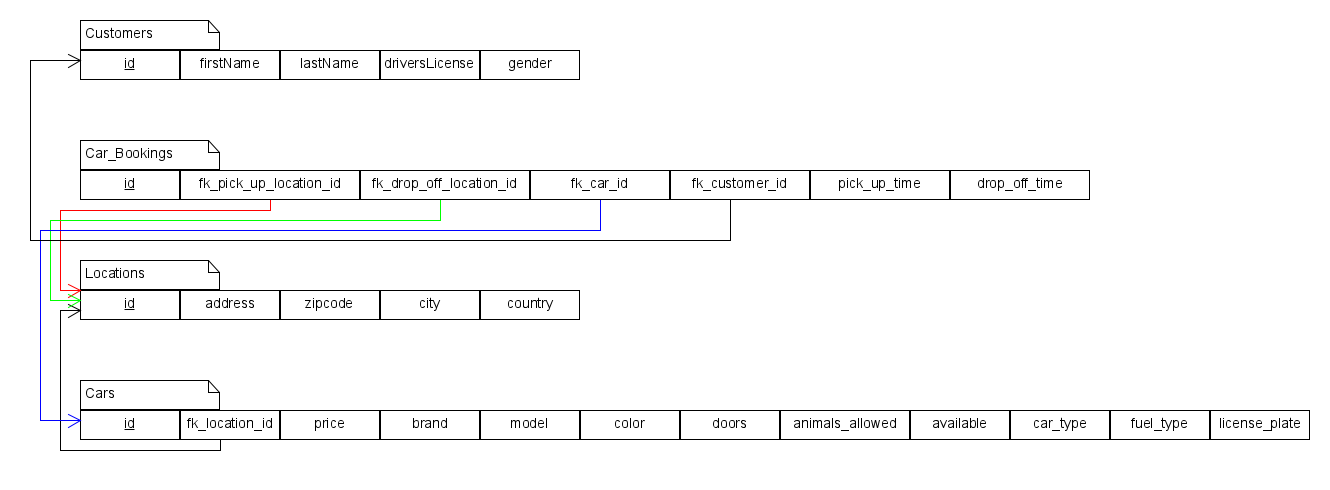 Customers
id firstName lastName driversLicense gender
Car_Bookings
id fk_pick_up_location_id fk_drop_off_location_id fk_car_id fk_customer_id pick_up_time drop_off_time
Locations
id address zipcode city country
Cars
id fk_location_id price brand model color doors animals_allowed available car_type fuel_type license_plate